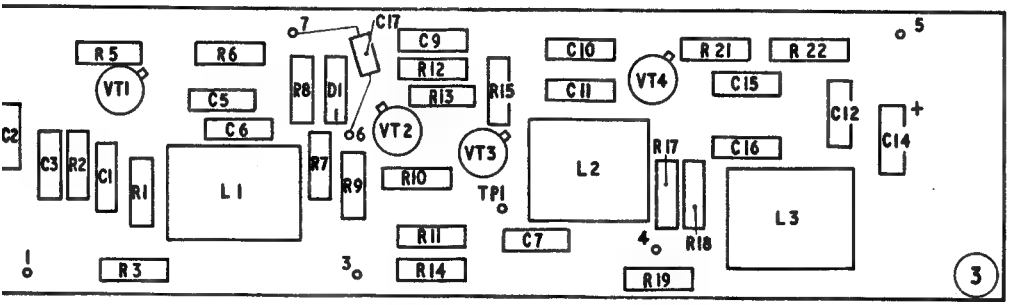 7
C17
5
R5
R6
C9
C10
R21
R22
VT1
R12
VT4
C5
R8
D1
R13
R15
C11
C15
C6
6
VT2
C12
+
C14
C2
C3
R2
C1
R1
L1
R7
R9
R10
VT3
L2
R17
C16
TP1
L3
R11
C7
4
R18
1
R3
3
R14
R19
3